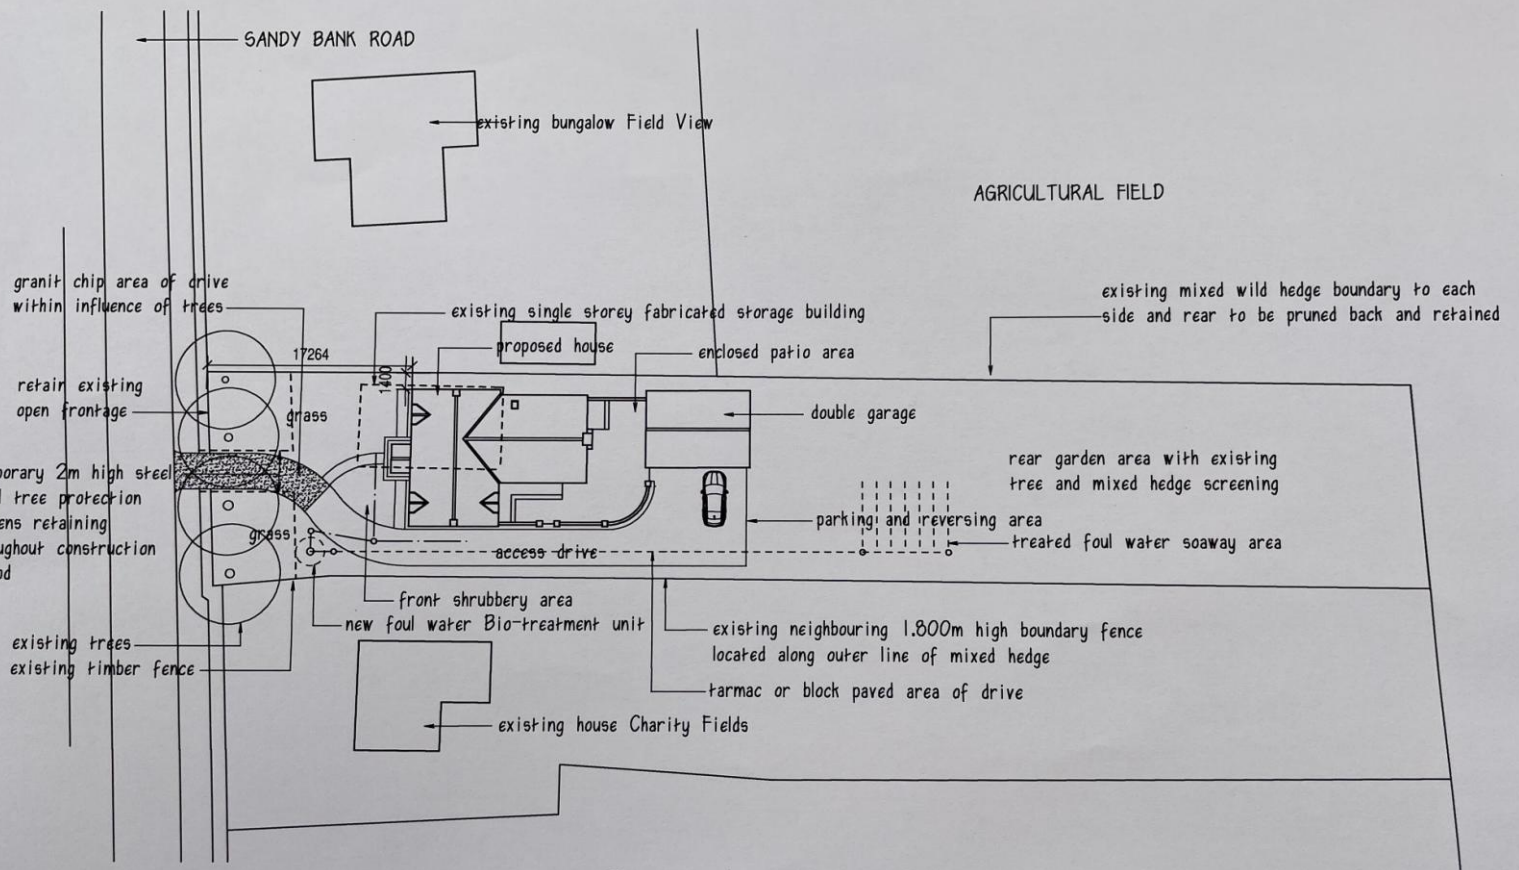 SANDY BANK ROAD
existing bungalow Field View
AGRICULTURAL FIELD
granit chip area of drive
within influence of trees
existing single storey fabricated storage building
existing mixed wild hedge boundary to each
side and rear to be pruned back and retained
proposed house
enclosed patio area
17264
1400
retain existing
open frontage
grass
double garage
rear garden area with existing
tree and mixed hedge screening
2m high steel
tree protection
retaining
construction
grass
parking and reversing area
treated foul water soaway area
access drive
front shrubbery area
new foul water Bio-treatment unit
existing trees
existing timber fence
existing neighbouring 1.800m high boundary fence
located along outer line of mixed hedge
tarmac or block paved area of drive
existing house Charity Fields